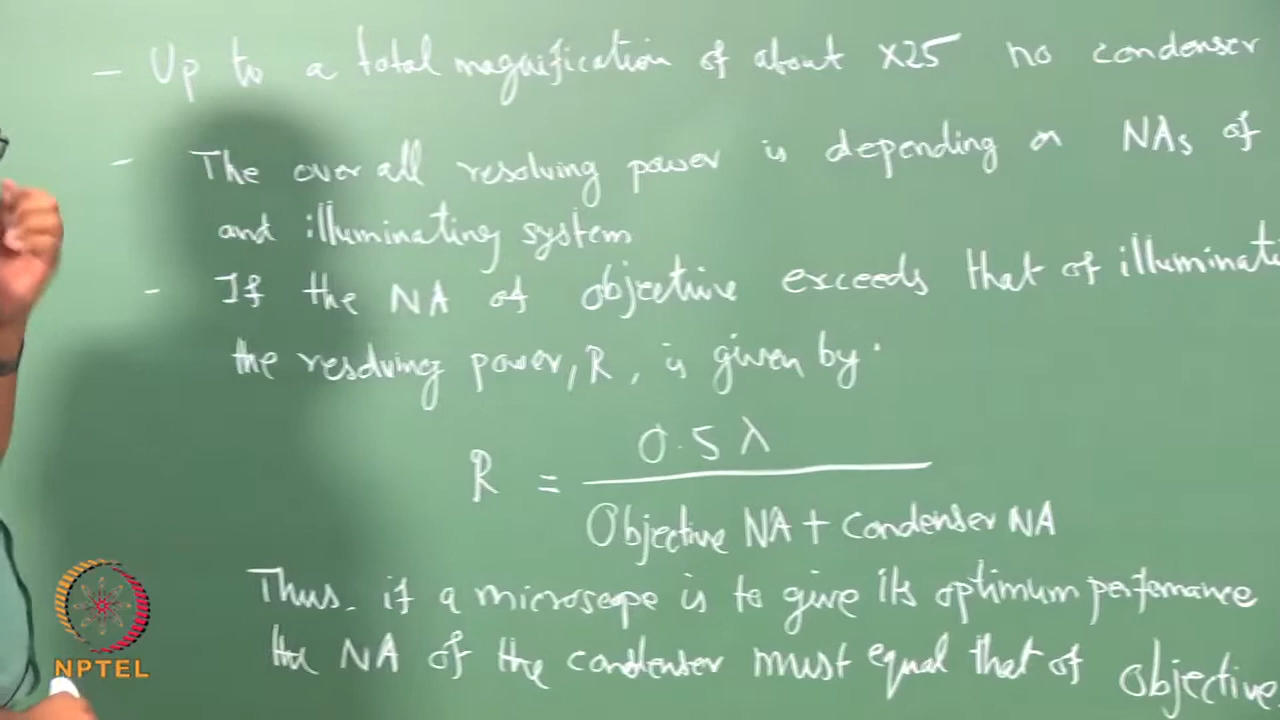 - Up to a total magnification of about x25 no condenser
- The over all resolving power is depending on NAs of
and illuminating system
- If the NA of objective exceeds that of illuminati
the resolving power, R, is given by.
R = 0.5 λ
Objective NA + Condenser NA
Thus, if a microscope is to give its optimum performance
the NA of the condenser must equal that of objective
NPTEL